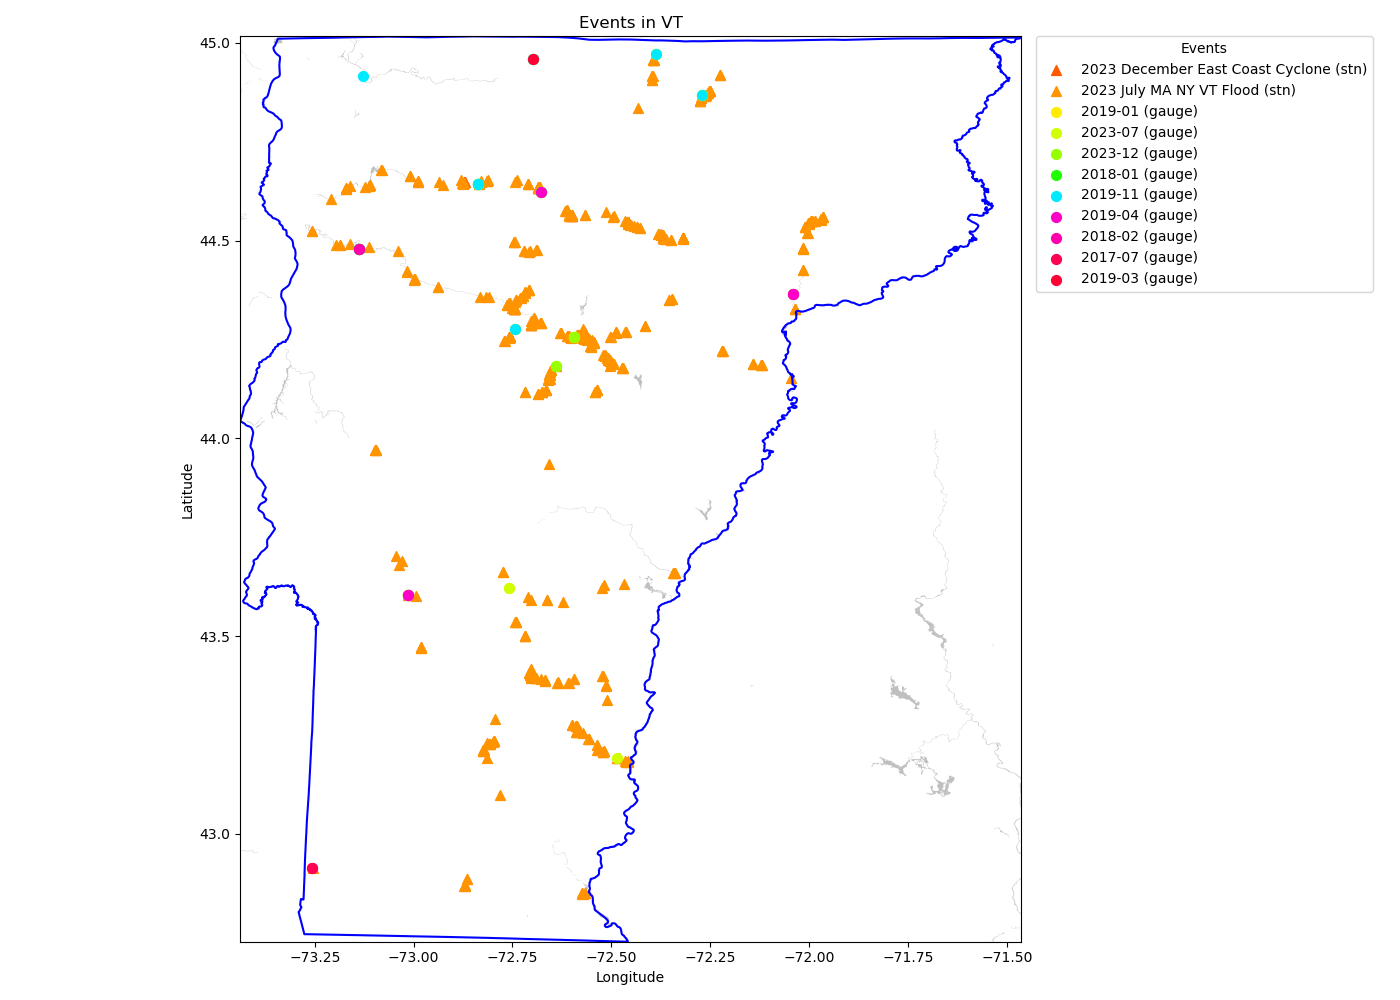 Events in VT
45.0
44.5
44.0
43.5
43.0
Latitude
−73.25
−73.00
−72.75
−72.50
−72.25
−72.00
−71.75
−71.50
Longitude
Events
2023 December East Coast Cyclone (stn)
2023 July MA NY VT Flood (stn)
2019-01 (gauge)
2023-07 (gauge)
2023-12 (gauge)
2018-01 (gauge)
2019-11 (gauge)
2019-04 (gauge)
2018-02 (gauge)
2017-07 (gauge)
2019-03 (gauge)